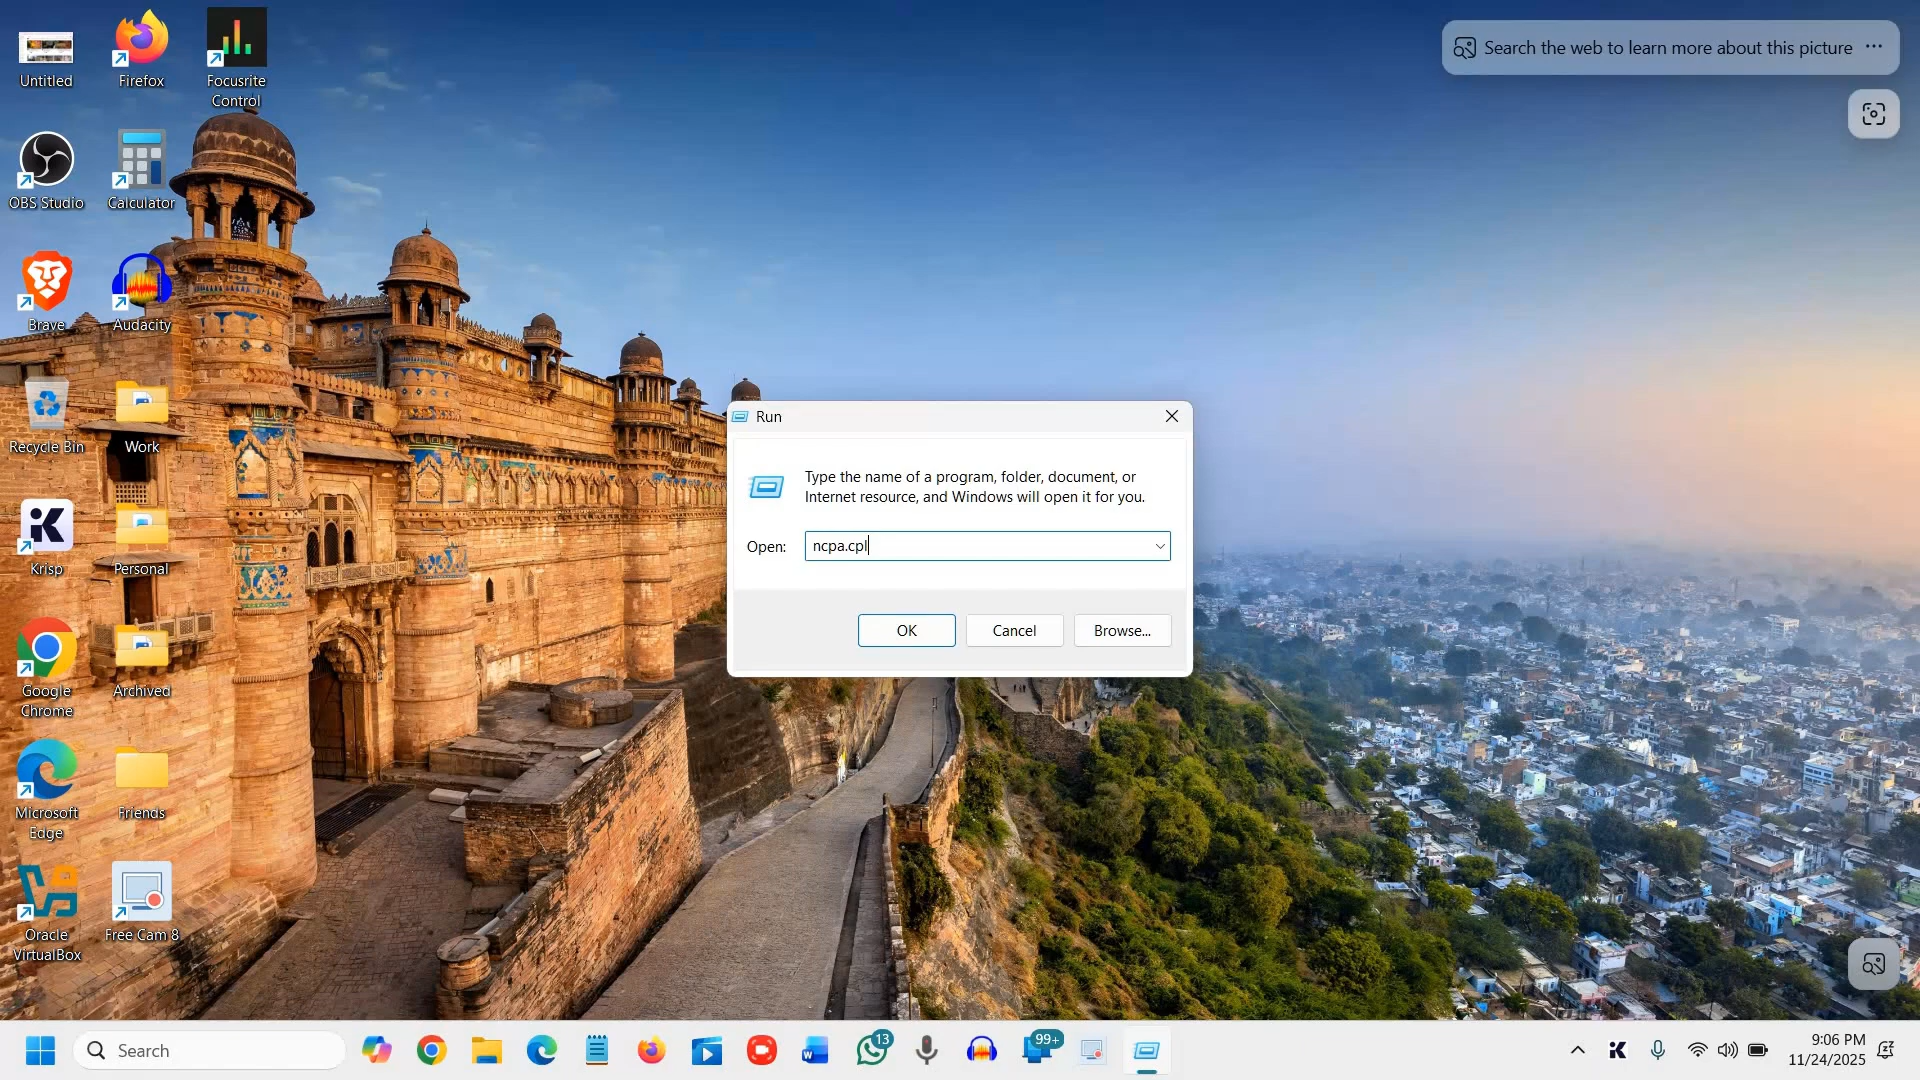 Untitled
Firefox
Focusrite
Control
OBS Studio
Calculator
Brave
Audacity
Recycle Bin
Work
Krisp
Personal
Google
Chrome
Archived
Microsoft
Edge
Friends
Oracle
VirtualBox
Free Cam 8
Search the web to learn more about this picture
Run
Type the name of a program, folder, document, or
Internet resource, and Windows will open it for you.
Open:
ncpa.cpl
OK
Cancel
Browse...
Search
W
13
99+
9:06 PM
11/24/2025